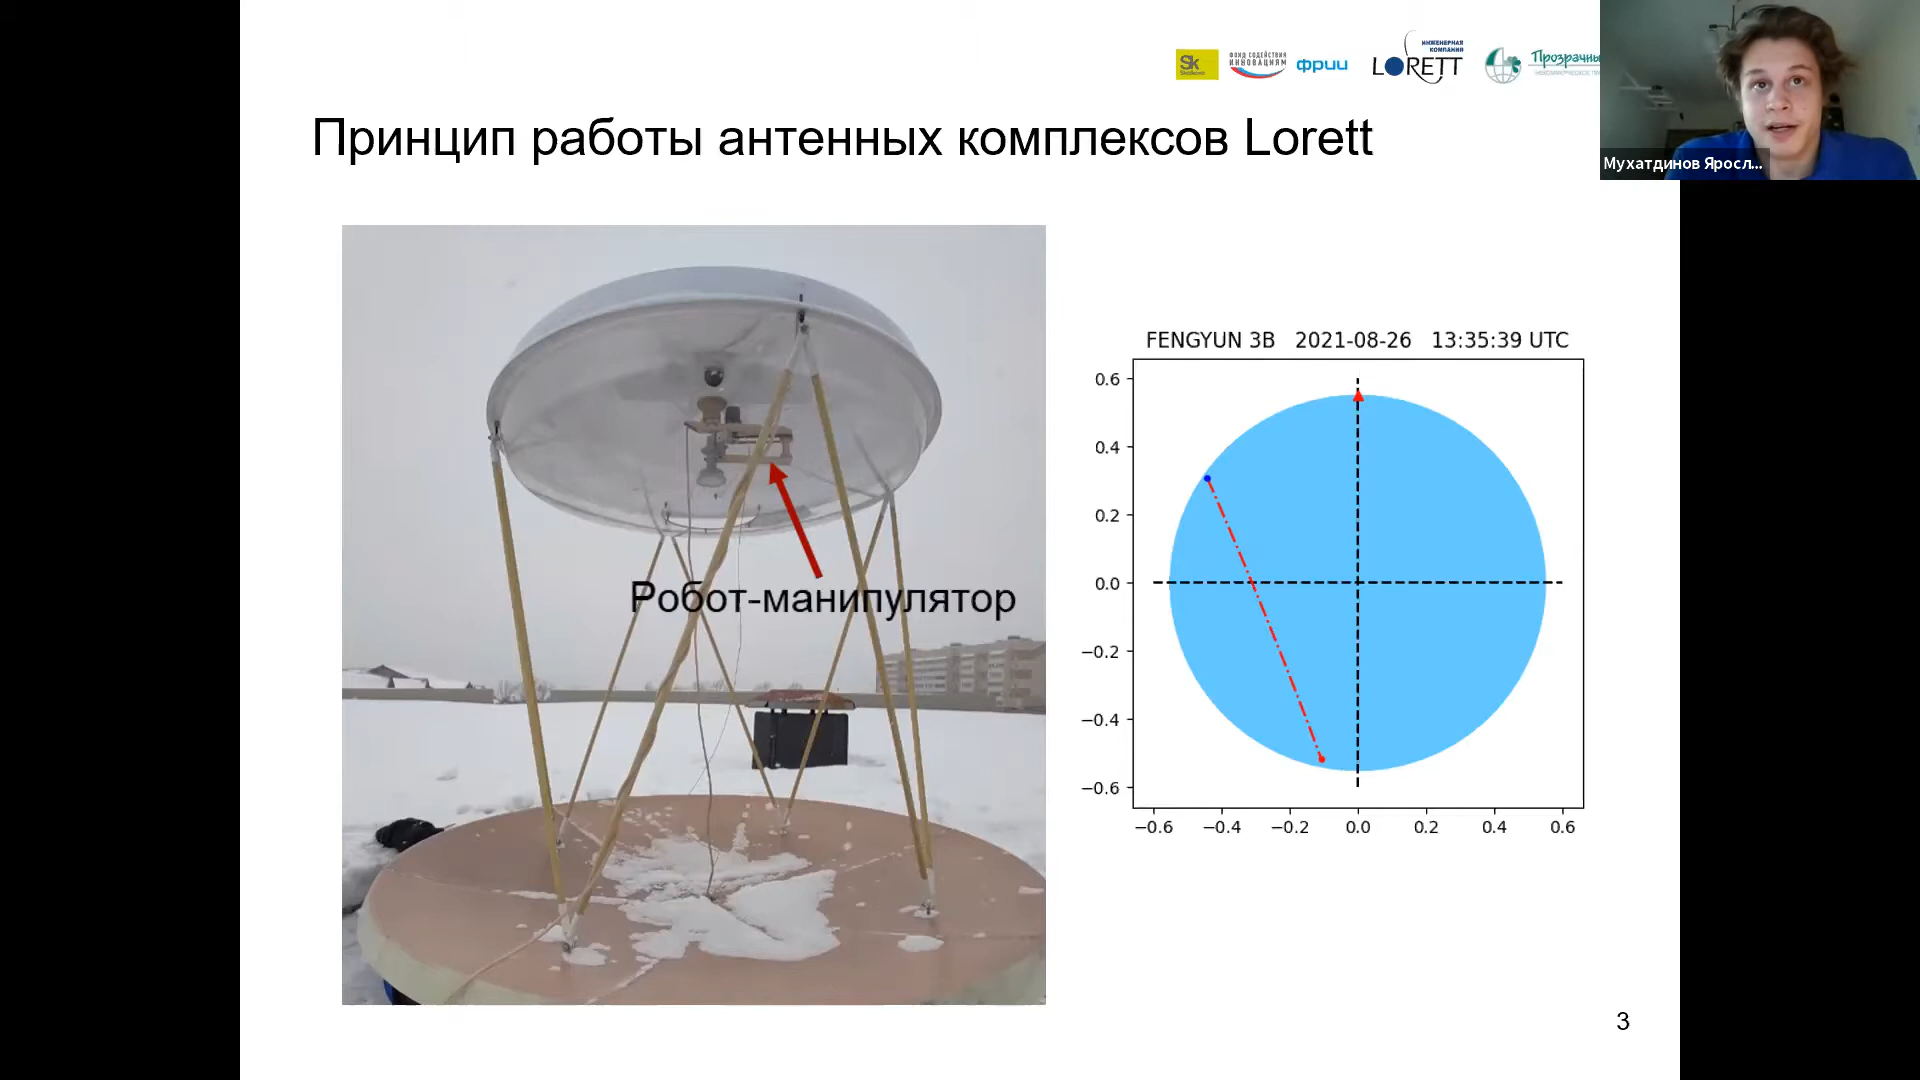 Sk
Skolkovo
ФОНД СОДЕЙСТВИЯ
ИННОВАЦИЯМ
фрии
ИНЖЕНЕРНАЯ
КОМПАНИЯ
LORETT
Прозрачны
Мухатдинов Яросл...
Принцип работы антенных комплексов Lorett
Робот-манипулятор
FENGYUN 3B 2021-08-26 13:35:39 UTC
0.6
0.4
0.2
0.0
−0.2
−0.4
−0.6
−0.6 −0.4 −0.2 0.0 0.2 0.4 0.6
3